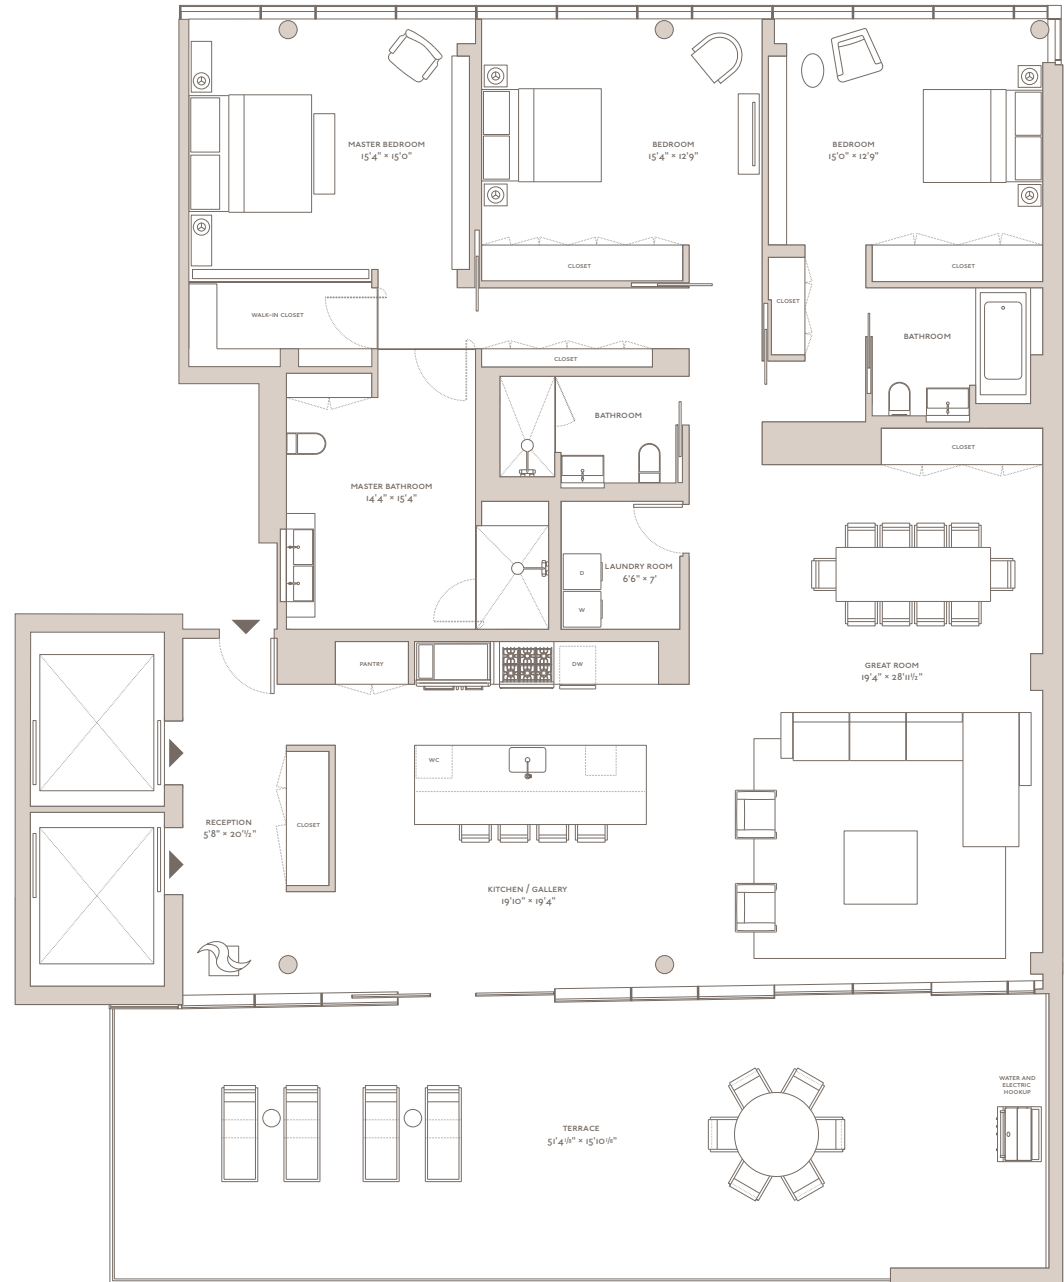 MASTER BEDROOM
15'4" × 15'0"
BEDROOM
15'4" × 12'9"
BEDROOM
15'0" × 12'9"
CLOSET
CLOSET
CLOSET
WALK-IN CLOSET
BATHROOM
CLOSET
BATHROOM
CLOSET
MASTER BATHROOM
14'4" × 15'4"
LAUNDRY ROOM
6'6" × 7'
D
W
PANTRY
DW
GREAT ROOM
19'4" × 28'11½"
WC
RECEPTION
5'8" × 20'½"
CLOSET
KITCHEN / GALLERY
19'10" × 19'4"
WATER AND
ELECTRIC
HOOKUP
TERRACE
51'4⅛" × 15'10⅛"